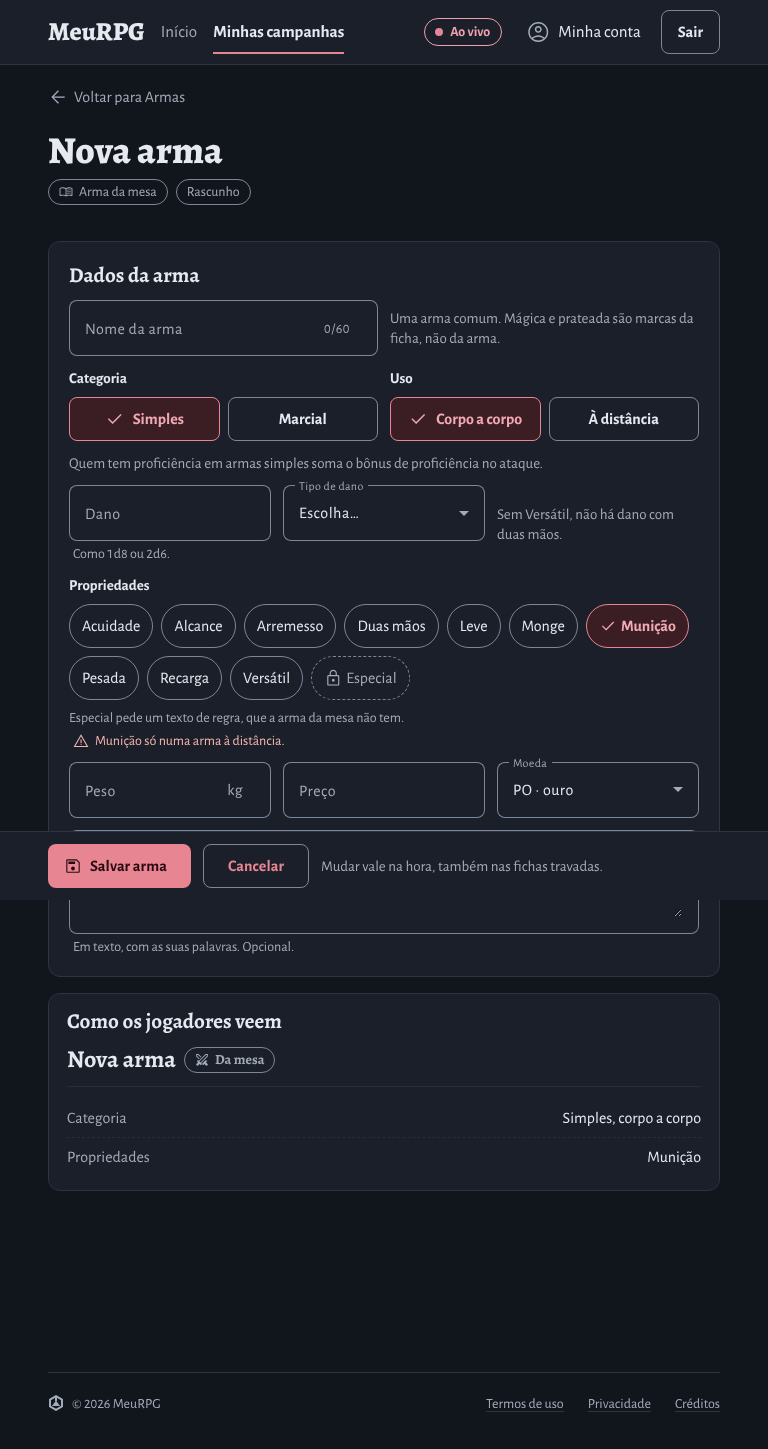 MeuRPG Início Minhas campanhas Ao vivo Minha conta Sair
Voltar para Armas
Nova arma
Arma da mesa Rascunho
Dados da arma
Nome da arma 0/60
Uma arma comum. Mágica e prateada são marcas da
ficha, não da arma.
Categoria Uso
Simples Marcial Corpo a corpo À distância
Quem tem proficiência em armas simples soma o bônus de proficiência no ataque.
Tipo de dano
Dano Escolha… Sem Versátil, não há dano com
duas mãos.
Como 1d8 ou 2d6.
Propriedades
Acuidade Alcance Arremesso Duas mãos Leve Monge Munição
Pesada Recarga Versátil Especial
Especial pede um texto de regra, que a arma da mesa não tem.
Munição só numa arma à distância.
Moeda
Peso kg Preço PO · ouro
Salvar arma Cancelar Mudar vale na hora, também nas fichas travadas.
Em texto, com as suas palavras. Opcional.
Como os jogadores veem
Nova arma Da mesa
Categoria Simples, corpo a corpo
Propriedades Munição
© 2026 MeuRPG Termos de uso Privacidade Créditos